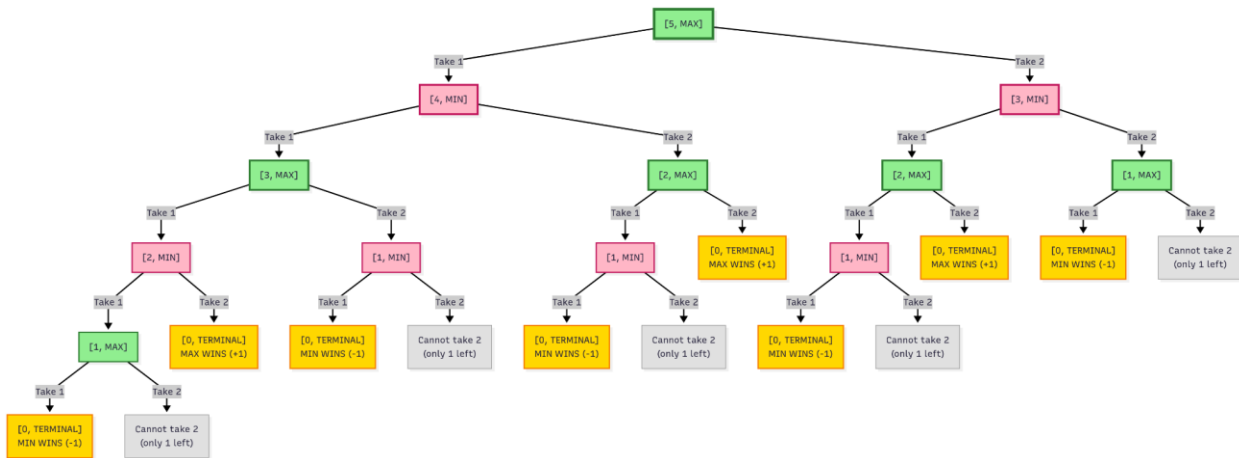 [5, MAX]
Take 1
Take 2
[4, MIN]
[3, MIN]
Take 1
Take 2
Take 1
Take 2
[3, MAX]
[2, MAX]
[2, MAX]
[1, MAX]
Take 1
Take 2
Take 1
Take 2
Take 1
Take 2
Take 1
Take 2
[2, MIN]
[1, MIN]
[1, MIN]
[0, TERMINAL]
MAX WINS (+1)
[1, MIN]
[0, TERMINAL]
MAX WINS (+1)
[0, TERMINAL]
MIN WINS (-1)
Cannot take 2
(only 1 left)
Take 1
Take 2
Take 1
Take 2
Take 1
Take 2
Take 1
Take 2
[1, MAX]
[0, TERMINAL]
MAX WINS (+1)
[0, TERMINAL]
MIN WINS (-1)
Cannot take 2
(only 1 left)
[0, TERMINAL]
MIN WINS (-1)
Cannot take 2
(only 1 left)
[0, TERMINAL]
MIN WINS (-1)
Cannot take 2
(only 1 left)
Take 1
Take 2
[0, TERMINAL]
MIN WINS (-1)
Cannot take 2
(only 1 left)